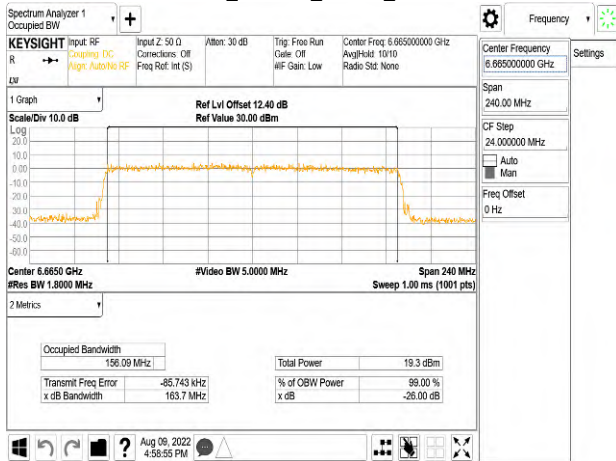 Spectrum Analyzer 1
Occupied BW
Frequency
KEYSIGHT
R
Input: RF
Coupling: DC
Align: Auto/No RF
Input Z: 50 Ω
Corrections: Off
Freq Ref: Int (S)
Atten: 30 dB
Trig: Free Run
Gate: Off
#IF Gain: Low
Center Freq: 6.665000000 GHz
Avg|Hold: 10/10
Radio Std: None
Center Frequency
6.665000000 GHz
Settings
Span
240.00 MHz
CF Step
24.000000 MHz
Auto
Man
Freq Offset
0 Hz
1 Graph
Scale/Div 10.0 dB
Ref Lvl Offset 12.40 dB
Ref Value 30.00 dBm
Log
20.0
10.0
0.00
-10.0
-20.0
-30.0
-40.0
-50.0
-60.0
Center 6.6650 GHz
#Video BW 5.0000 MHz
Span 240 MHz
#Res BW 1.8000 MHz
Sweep 1.00 ms (1001 pts)
2 Metrics
Occupied Bandwidth
156.09 MHz
Total Power 19.3 dBm
Transmit Freq Error -85.743 kHz
% of OBW Power 99.00 %
x dB Bandwidth 163.7 MHz
x dB -26.00 dB
Aug 09, 2022
4:58:55 PM